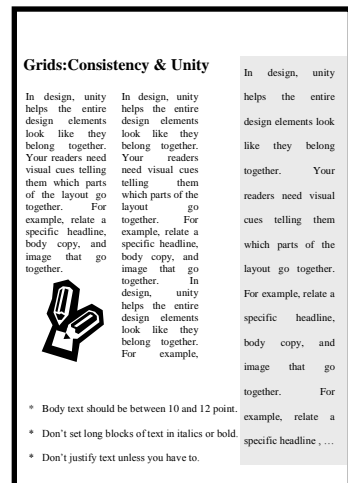 Grids:Consistency & Unity
In design, unity
helps the entire
design elements
look like they
belong together.
Your readers need
visual cues telling
them which parts
of the layout go
together. For
example, relate a
specific headline,
body copy, and
image that go
together.
In design, unity
helps the entire
design elements
look like they
belong together.
Your readers
need visual cues
telling them
which parts of the
layout go
together. For
example, relate a
specific headline,
body copy, and
image that go
together. In
design, unity
helps the entire
design elements
look like they
belong together.
For example,
In design, unity
helps the entire
design elements look
like they belong
together. Your
readers need visual
cues telling them
which parts of the
layout go together.
For example, relate a
specific headline,
body copy, and
image that go
together. For
example, relate a
specific headline , …
* Body text should be between 10 and 12 point.
* Don’t set long blocks of text in italics or bold.
* Don’t justify text unless you have to.